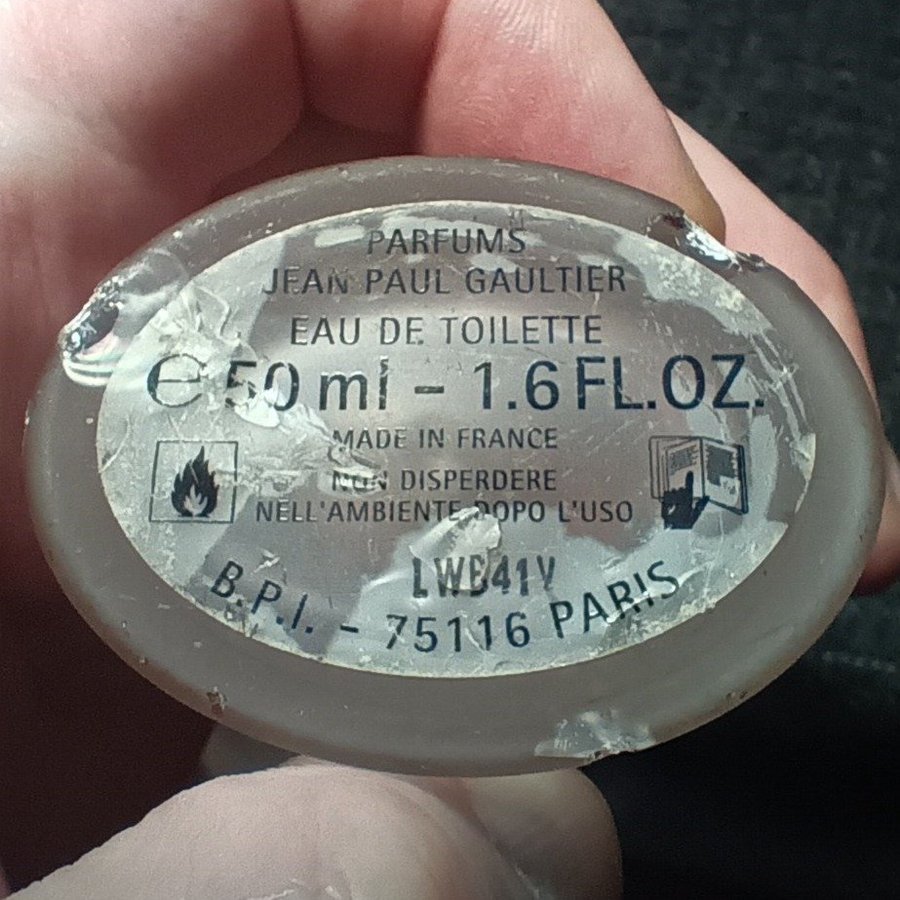 PARFUMS
JEAN PAUL GAULTIER
EAU DE TOILETTE
e 50 ml - 1.6 FL.OZ.
MADE IN FRANCE
NON DISPERDERE
NELL'AMBIENTE DOPO L'USO
LWB41V
B.P.I. - 75116 PARIS